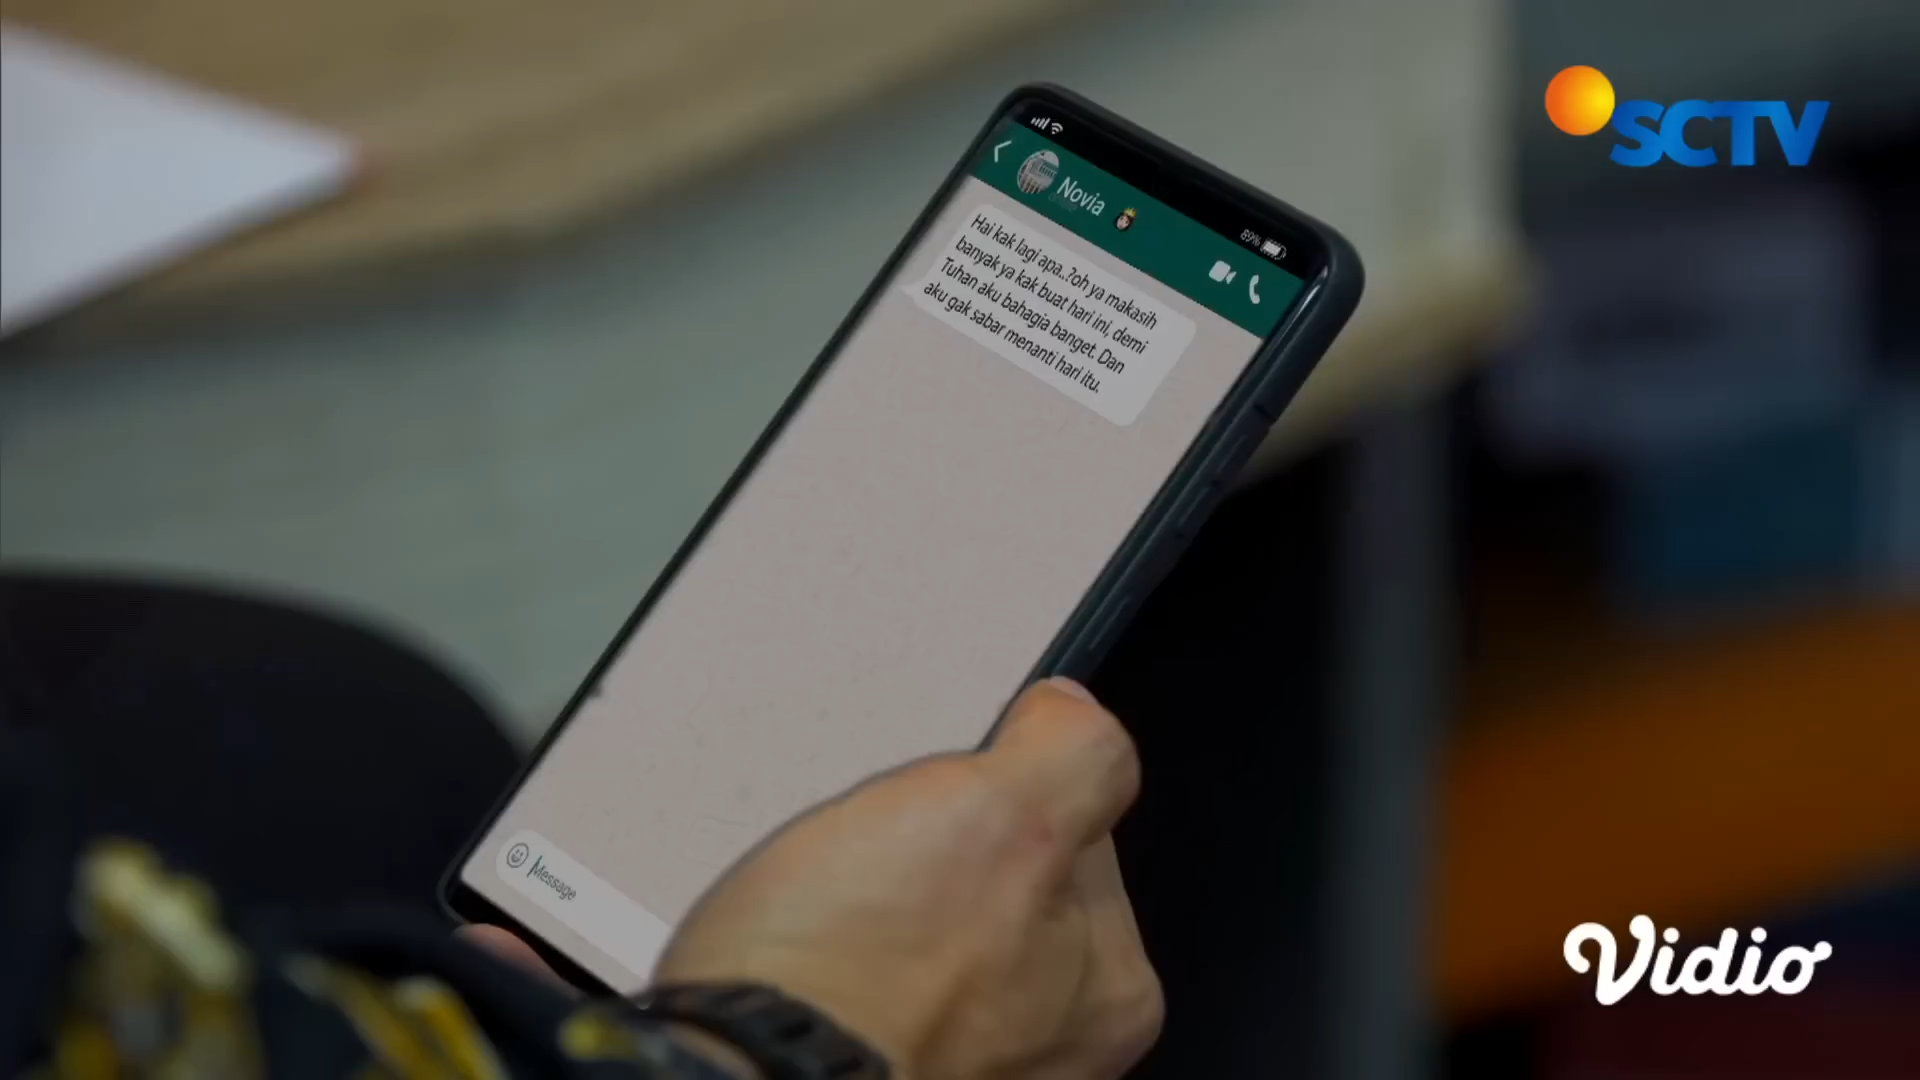 SCTV
89%
Novia
Hai kak lagi apa..?oh ya makasih
banyak ya kak buat hari ini, demi
Tuhan aku bahagia banget. Dan
aku gak sabar menanti hari itu.
Message
Vidio